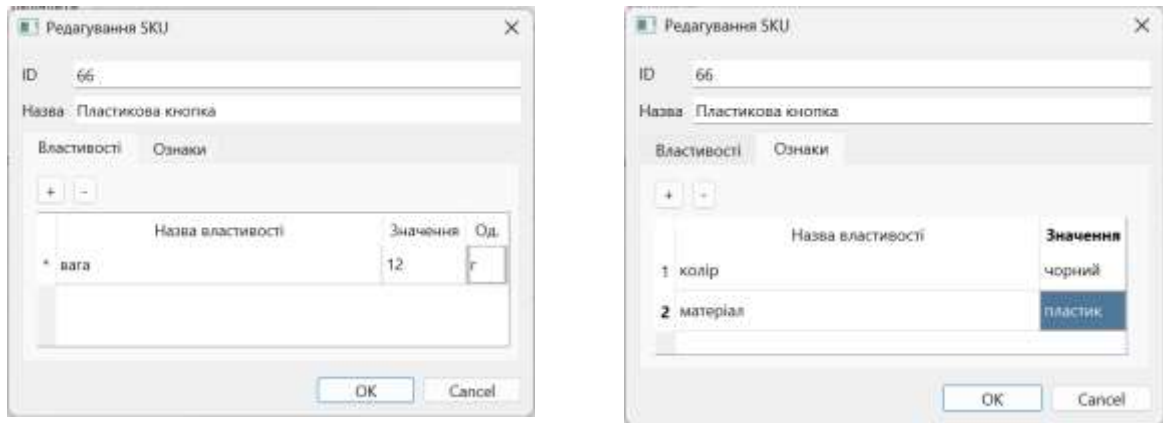 Редагування SKU
ID 66
Назва Пластикова кнопка
Властивості Ознаки
+ -
Назва властивості Значення Од.
* вага 12 г
OK Cancel
Редагування SKU
ID 66
Назва Пластикова кнопка
Властивості Ознаки
+ -
Назва властивості Значення
1 колір чорний
2 матеріал пластик
OK Cancel